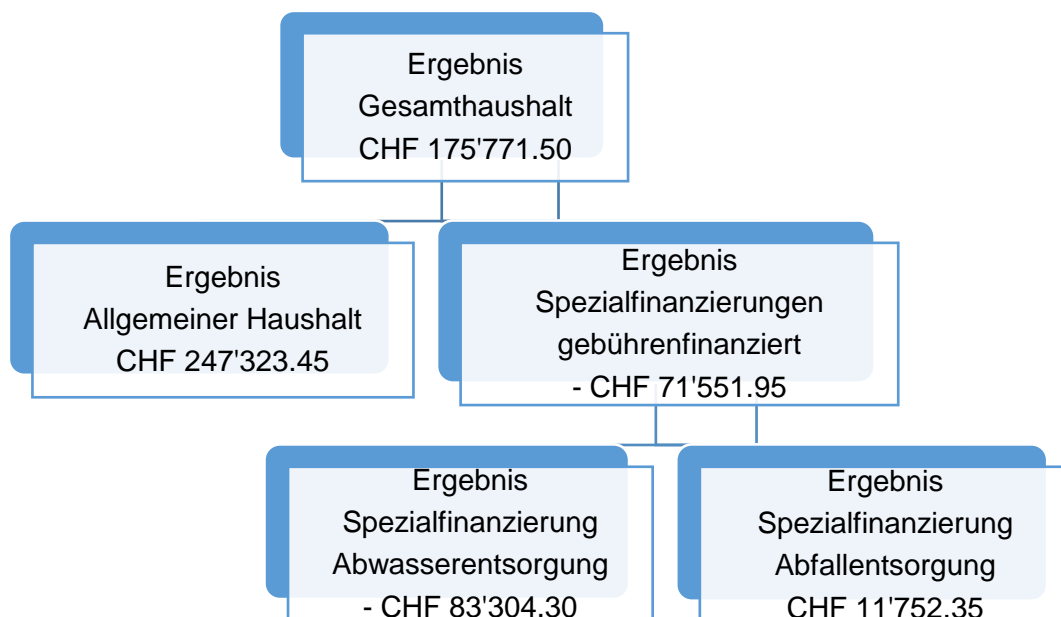 Ergebnis
Gesamthaushalt
CHF 175'771.50
Ergebnis
Allgemeiner Haushalt
CHF 247'323.45
Ergebnis
Spezialfinanzierungen
gebührenfinanziert
- CHF 71'551.95
Ergebnis
Spezialfinanzierung
Abwasserentsorgung
- CHF 83'304.30
Ergebnis
Spezialfinanzierung
Abfallentsorgung
CHF 11'752.35